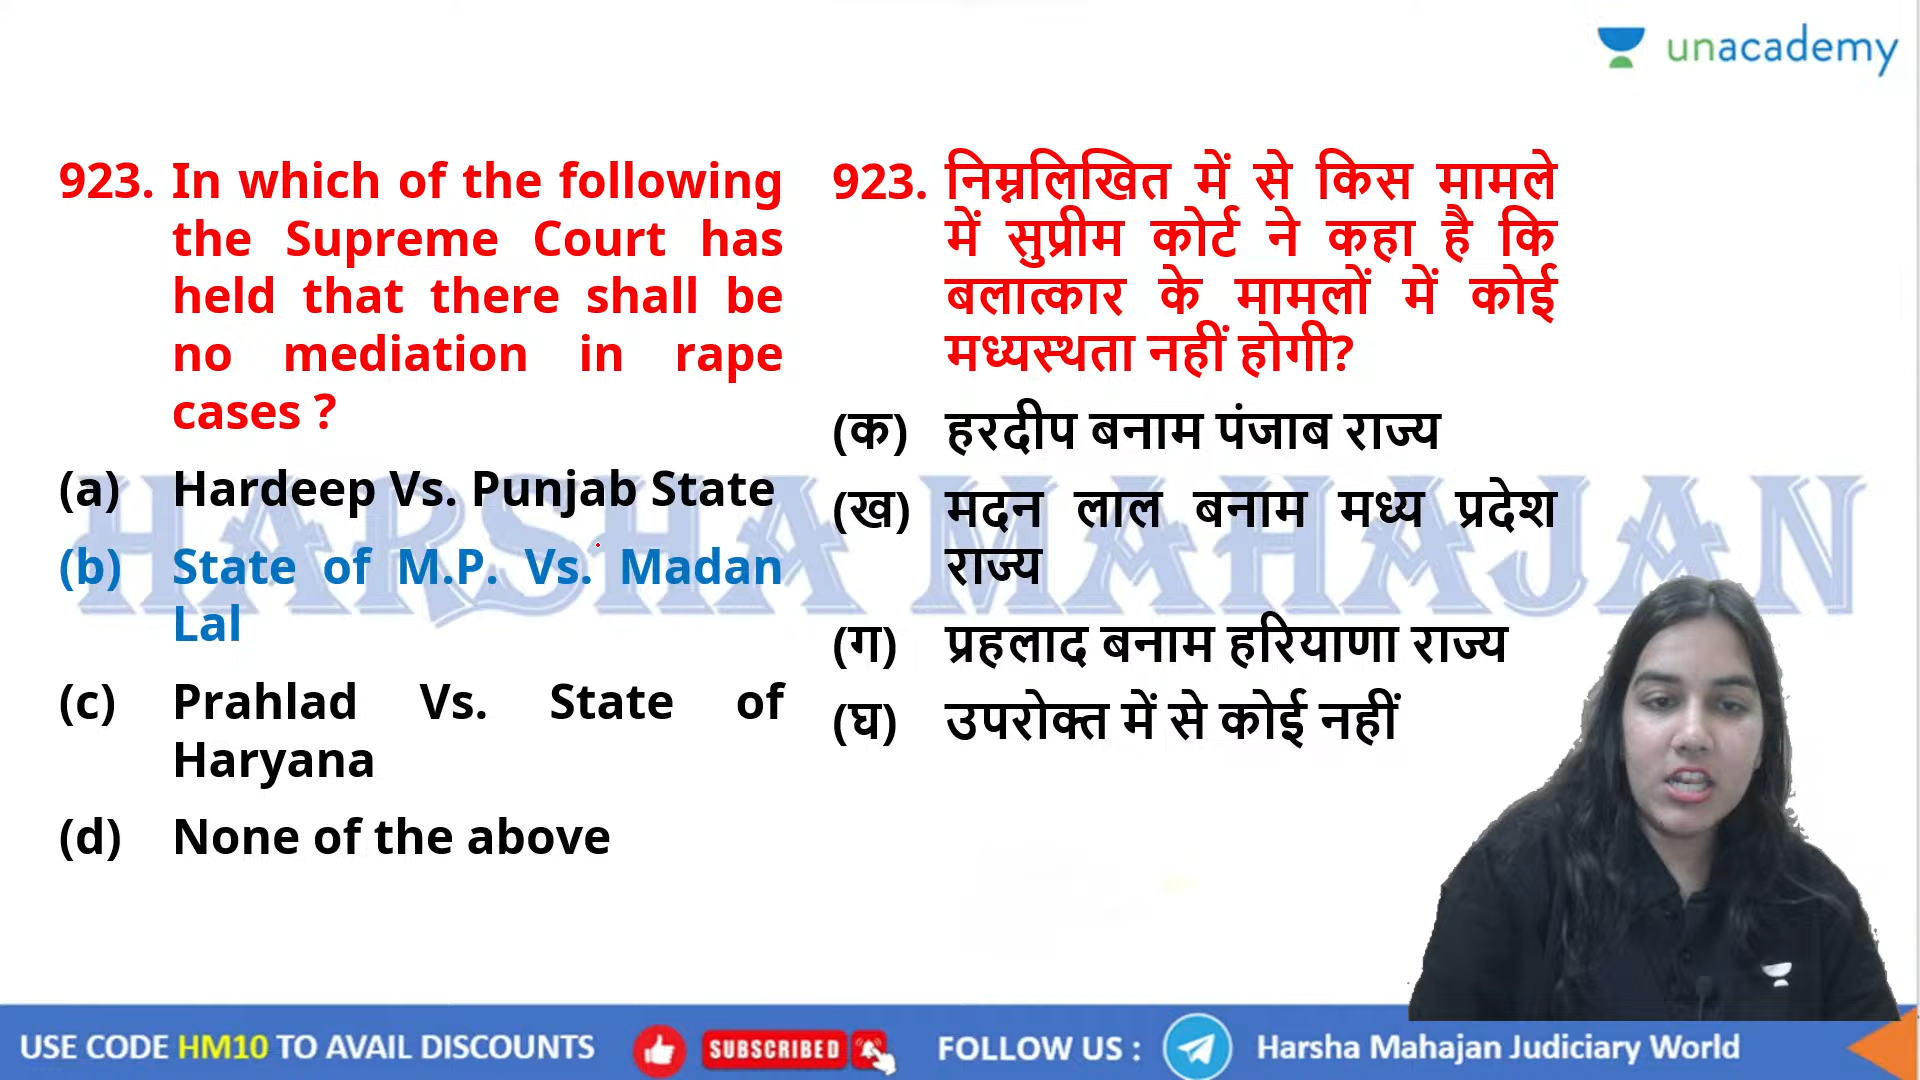 unacademy
923. In which of the following
the Supreme Court has
held that there shall be
no mediation in rape
cases ?
(a) Hardeep Vs. Punjab State
(b) State of M.P. Vs. Madan
Lal
(c) Prahlad Vs. State of
Haryana
(d) None of the above
923. निम्नलिखित में से किस मामले
में सुप्रीम कोर्ट ने कहा है कि
बलात्कार के मामलों में कोई
मध्यस्थता नहीं होगी?
(क) हरदीप बनाम पंजाब राज्य
(ख) मदन लाल बनाम मध्य प्रदेश
राज्य
(ग) प्रहलाद बनाम हरियाणा राज्य
(घ) उपरोक्त में से कोई नहीं
HARSHA MAHAJAN
USE CODE HM10 TO AVAIL DISCOUNTS
SUBSCRIBED
FOLLOW US :
Harsha Mahajan Judiciary World